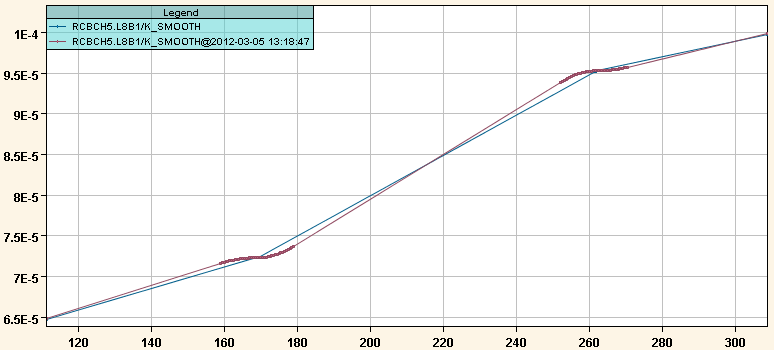 Legend
RCBCH5.L8B1/K_SMOOTH
RCBCH5.L8B1/K_SMOOTH@2012-03-05 13:18:47
1E-4
9.5E-5
9E-5
8.5E-5
8E-5
7.5E-5
7E-5
6.5E-5
120 140 160 180 200 220 240 260 280 300